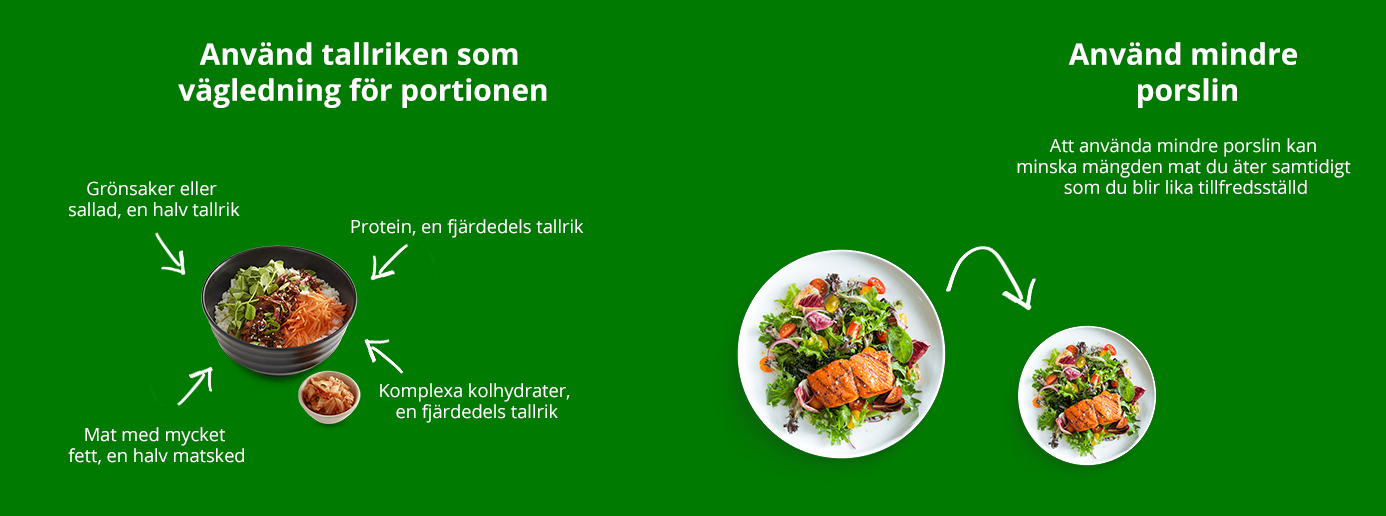 Använd tallriken som
vägledning för portionen
Grönsaker eller
sallad, en halv tallrik
Protein, en fjärdedels tallrik
Komplexa kolhydrater,
en fjärdedels tallrik
Mat med mycket
fett, en halv matsked
Använd mindre
porslin
Att använda mindre porslin kan
minska mängden mat du äter samtidigt
som du blir lika tillfredsställd